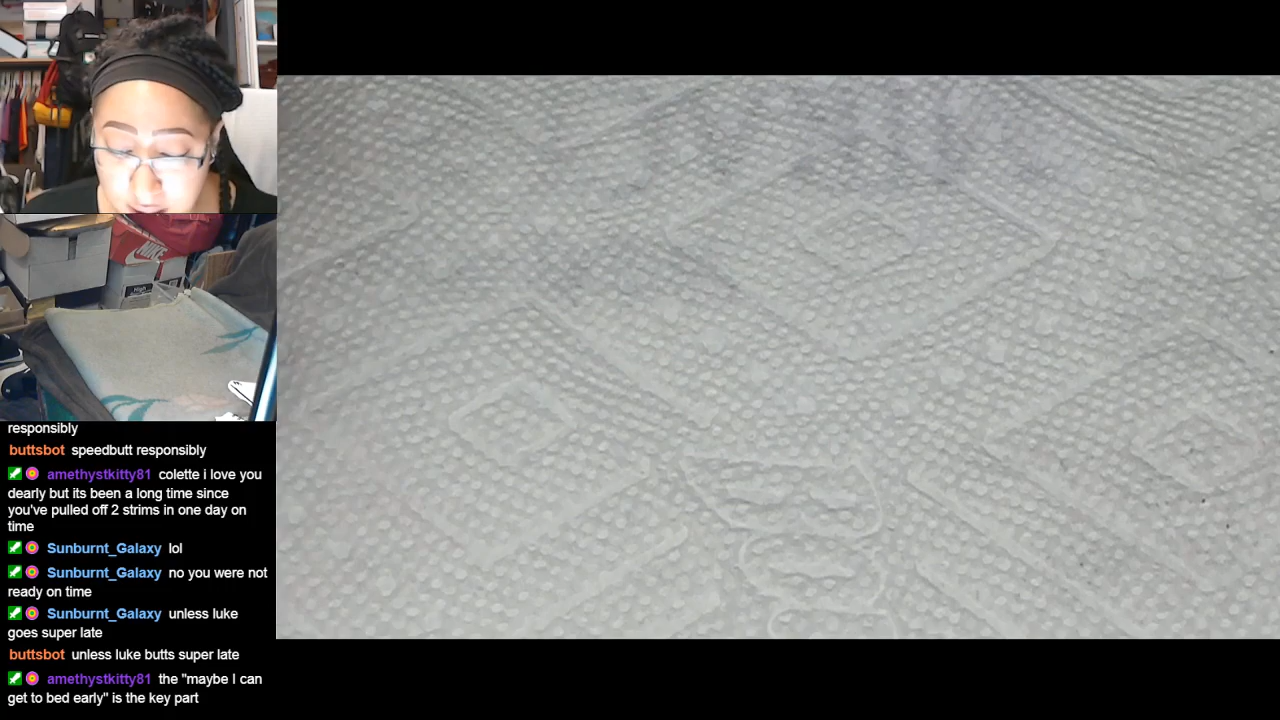 NIKE
High
responsibly
buttsbot speedbutt responsibly
amethystkitty81 colette i love you
dearly but its been a long time since
you've pulled off 2 strims in one day on
time
Sunburnt_Galaxy lol
Sunburnt_Galaxy no you were not
ready on time
Sunburnt_Galaxy unless luke
goes super late
buttsbot unless luke butts super late
amethystkitty81 the "maybe I can
get to bed early" is the key part